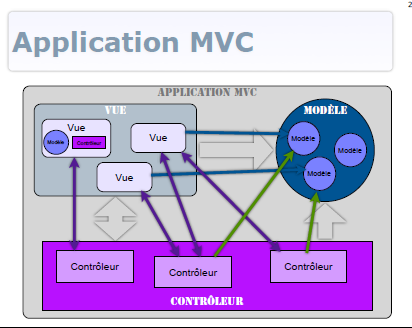 2
Application MVC
APPLICATION MVC
VUE
MODÈLE
Vue
Modèle
Contrôleur
Vue
Vue
Modèle
Modèle
Modèle
Contrôleur
Contrôleur
Contrôleur
CONTRÔLEUR